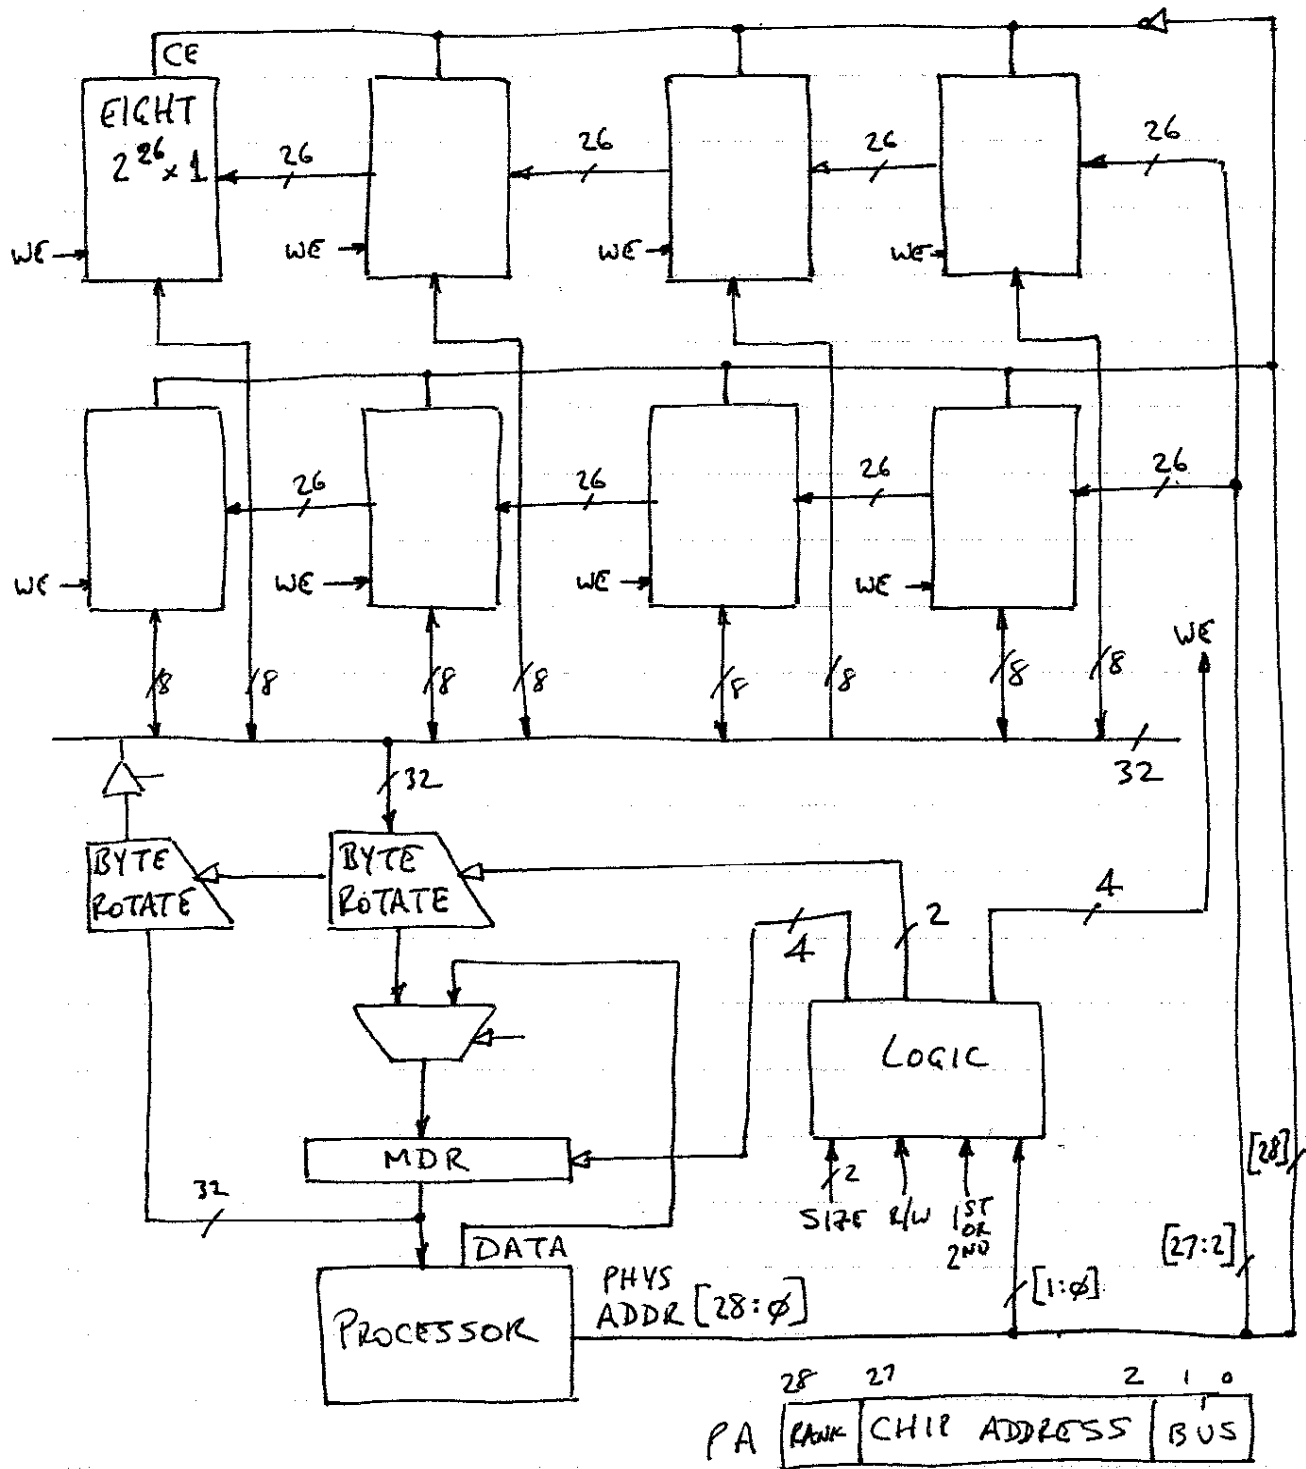 CE
EIGHT
2^26 x 1
26
26
26
26
WE
WE
WE
WE
26
26
26
26
WE
WE
WE
WE
WE
8
8
8
8
8
8
8
8
32
32
BYTE
ROTATE
BYTE
ROTATE
4
2
4
LOGIC
MDR
2
SIZE
R/W
1ST
OR
2ND
[28]
32
DATA
[27:2]
PROCESSOR
PHYS
ADDR [28:0]
[1:0]
28 27 2 1 0
PA RANK CHIP ADDRESS BUS